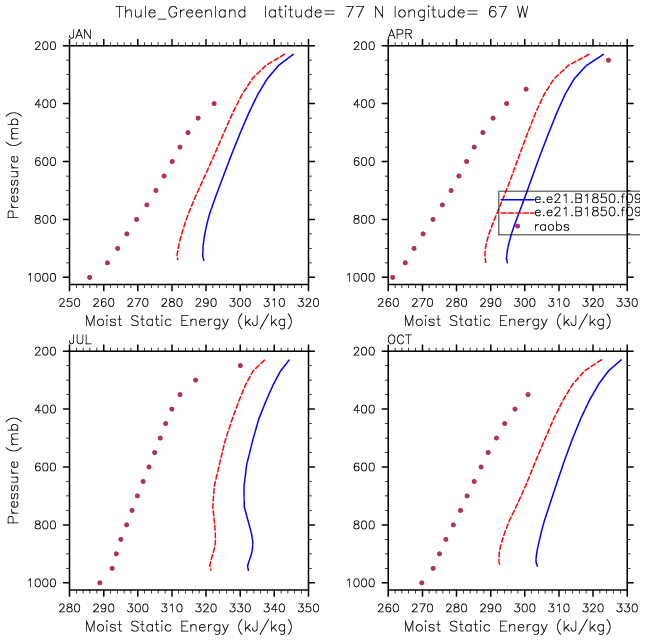 Thule_Greenland latitude= 77 N longitude= 67 W
JAN
200
400
600
800
1000
Pressure (mb)
250 260 270 280 290 300 310 320
Moist Static Energy (kJ/kg)
APR
200
400
600
800
1000
e.e21.B1850.f09
e.e21.B1850.f09
raobs
260 270 280 290 300 310 320 330
Moist Static Energy (kJ/kg)
JUL
200
400
600
800
1000
Pressure (mb)
280 290 300 310 320 330 340 350
Moist Static Energy (kJ/kg)
OCT
200
400
600
800
1000
260 270 280 290 300 310 320 330
Moist Static Energy (kJ/kg)